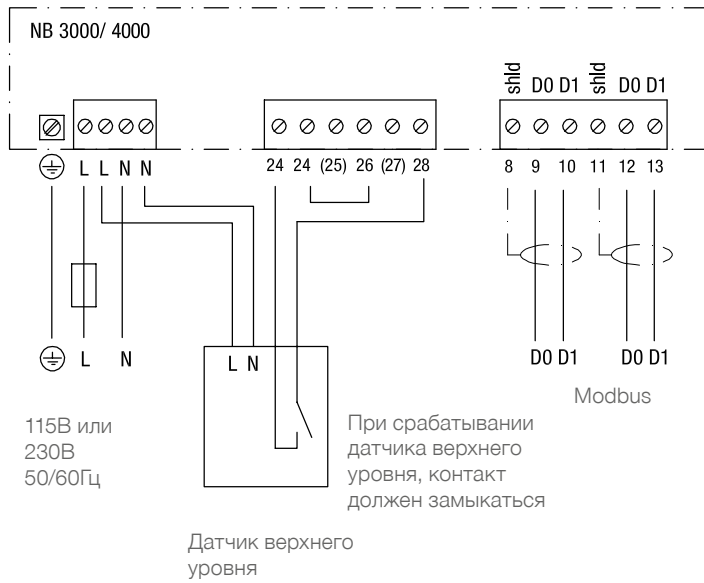 NB 3000/ 4000
shld D0 D1 shld D0 D1
L L N N
24 24 (25) 26 (27) 28
8 9 10 11 12 13
L N
L N
D0 D1 D0 D1
Modbus
115В или
230В
50/60Гц
При срабатывании
датчика верхнего
уровня, контакт
должен замыкаться
Датчик верхнего
уровня